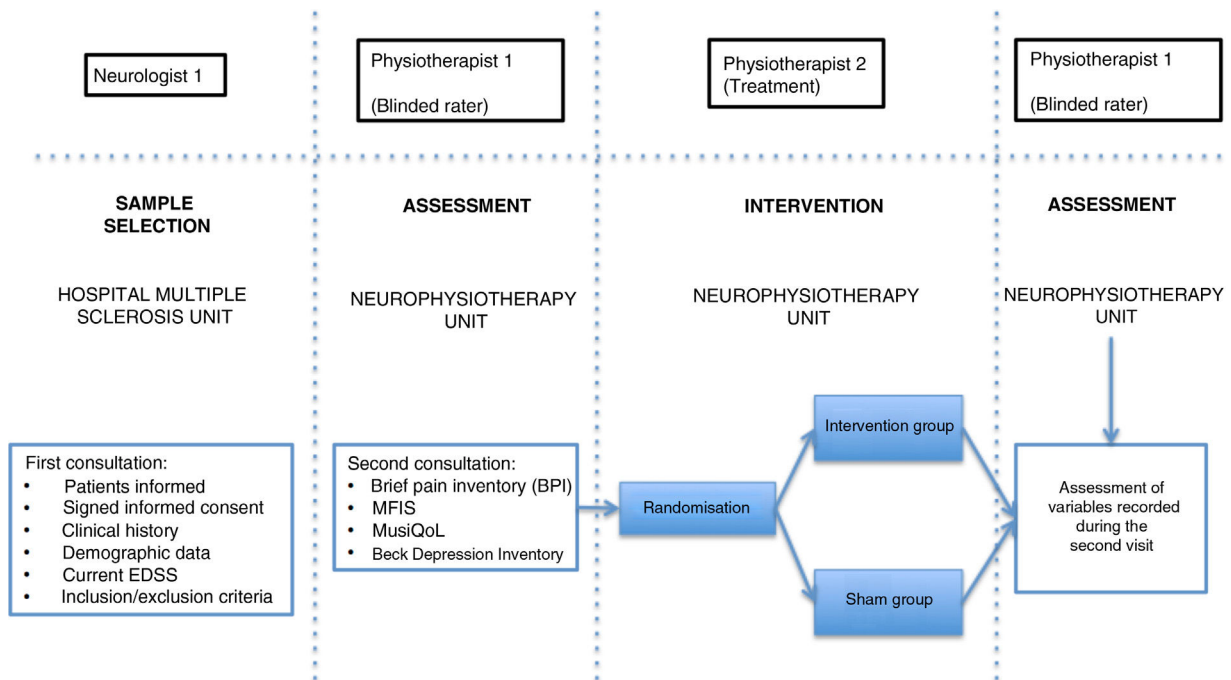 Neurologist 1
Physiotherapist 1
(Blinded rater)
Physiotherapist 2
(Treatment)
Physiotherapist 1
(Blinded rater)
SAMPLE
SELECTION
ASSESSMENT
INTERVENTION
ASSESSMENT
HOSPITAL MULTIPLE
SCLEROSIS UNIT
NEUROPHYSIOTHERAPY
UNIT
NEUROPHYSIOTHERAPY
UNIT
NEUROPHYSIOTHERAPY
UNIT
First consultation:
• Patients informed
• Signed informed consent
• Clinical history
• Demographic data
• Current EDSS
• Inclusion/exclusion criteria
Second consultation:
• Brief pain inventory (BPI)
• MFIS
• MusiQoL
• Beck Depression Inventory
Randomisation
Intervention group
Sham group
Assessment of
variables recorded
during the
second visit